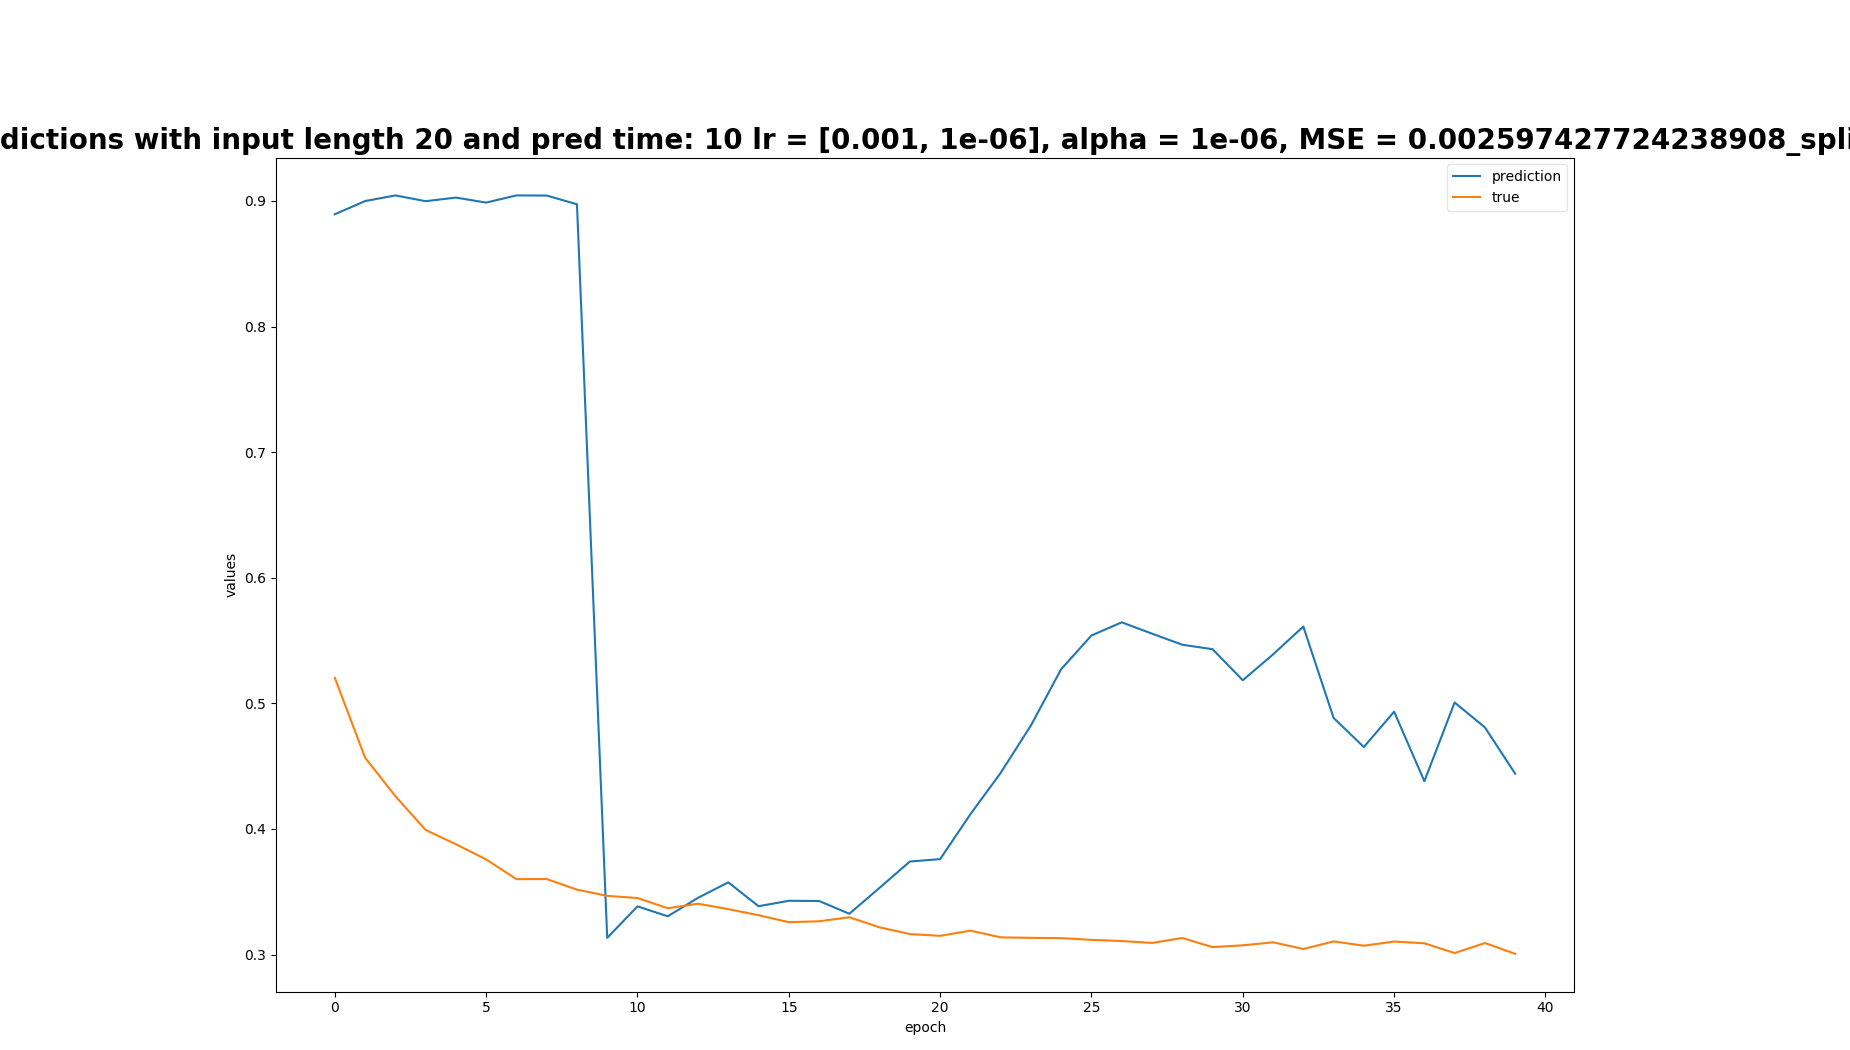 dictions with input length 20 and pred time: 10 lr = [0.001, 1e-06], alpha = 1e-06, MSE = 0.002597427724238908_spli
prediction
true
0.9
0.8
0.7
0.6
0.5
0.4
0.3
values
0 5 10 15 20 25 30 35 40
epoch